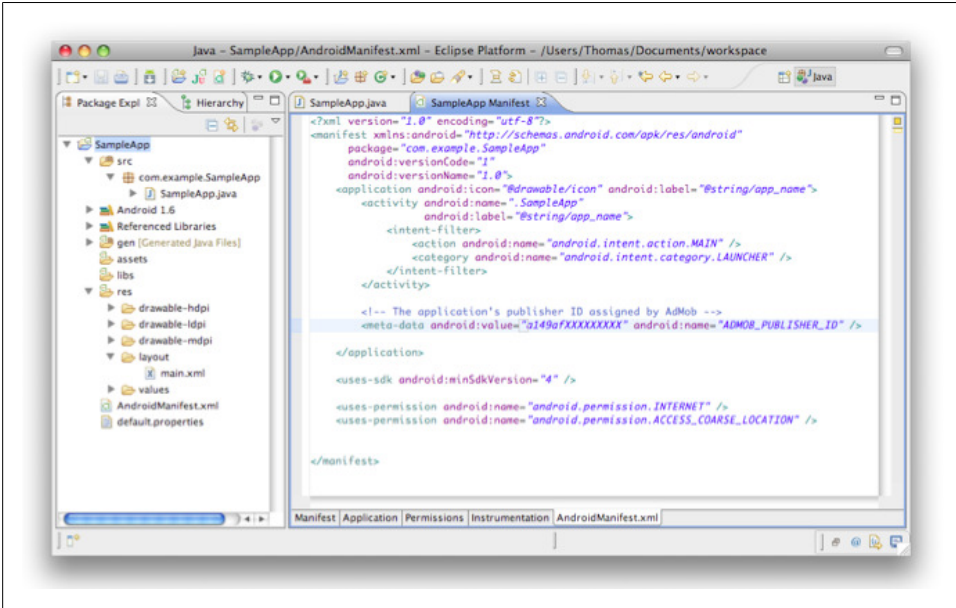 Java – SampleApp/AndroidManifest.xml – Eclipse Platform – /Users/Thomas/Documents/workspace
Java
Package Expl
Hierarchy
SampleApp
src
com.example.SampleApp
SampleApp.java
Android 1.6
Referenced Libraries
gen [Generated Java Files]
assets
libs
res
drawable-hdpi
drawable-ldpi
drawable-mdpi
layout
main.xml
values
AndroidManifest.xml
default.properties
SampleApp.java
SampleApp Manifest
<?xml version="1.0" encoding="utf-8"?>
<manifest xmlns:android="http://schemas.android.com/apk/res/android"
package="com.example.SampleApp"
android:versionCode="1"
android:versionName="1.0">
<application android:icon="@drawable/icon" android:label="@string/app_name">
<activity android:name=".SampleApp"
android:label="@string/app_name">
<intent-filter>
<action android:name="android.intent.action.MAIN" />
<category android:name="android.intent.category.LAUNCHER" />
</intent-filter>
</activity>
<!-- The application's publisher ID assigned by AdMob -->
<meta-data android:value="a149afXXXXXXXXX" android:name="ADMOB_PUBLISHER_ID" />
</application>
<uses-sdk android:minSdkVersion="4" />
<uses-permission android:name="android.permission.INTERNET" />
<uses-permission android:name="android.permission.ACCESS_COARSE_LOCATION" />
</manifest>
Manifest Application Permissions Instrumentation AndroidManifest.xml